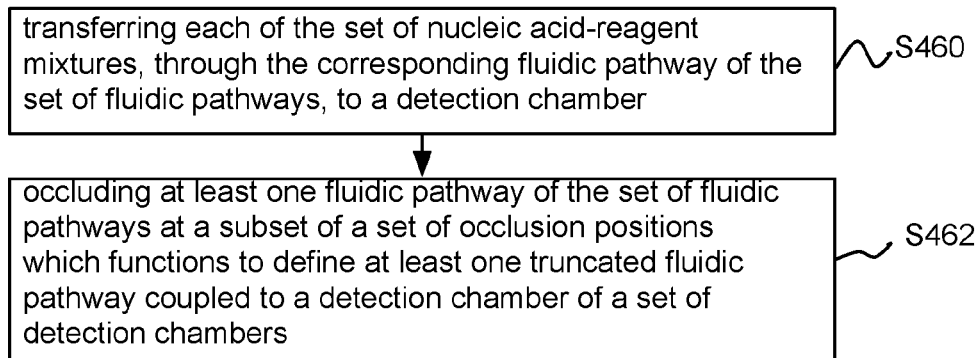 transferring each of the set of nucleic acid-reagent
mixtures, through the corresponding fluidic pathway of the
set of fluidic pathways, to a detection chamber
S460
occluding at least one fluidic pathway of the set of fluidic
pathways at a subset of a set of occlusion positions
which functions to define at least one truncated fluidic
pathway coupled to a detection chamber of a set of
detection chambers
S462